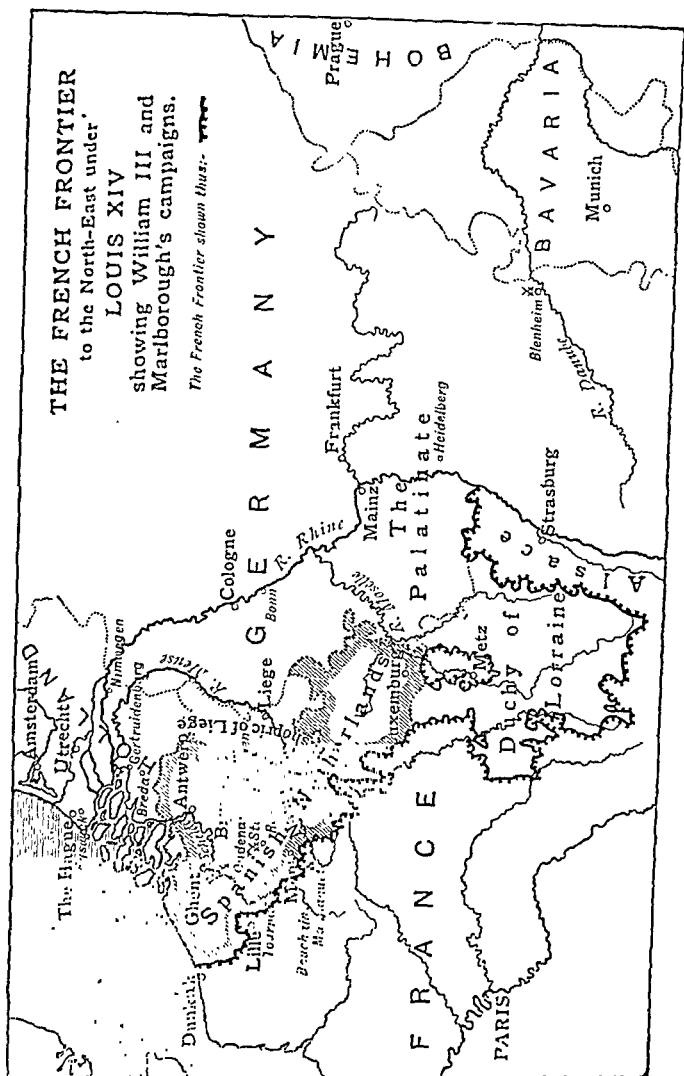 THE FRENCH FRONTIER
to the North-East under
LOUIS XIV
showing William III and
Marlborough's campaigns.
The French Frontier shown thus:-
Prague
BOHEMIA
BAVARIA
Munich
Blenheim
R. Danube
GERMANY
Frankfurt
Mainz
The
Palatinate
Heidelberg
Strasburg
Alsace
Cologne
Bonn
R. Rhine
R. Moselle
Metz
Duchy of
Lorraine
Amsterdam
Utrecht
The Hague
Nimwegen
Gertruidenburg
Breda
R. Meuse
Liege
Antwerp
Ghent
Spanish Netherlands
Luxemburg
Lille
Dunkirk
FRANCE
PARIS